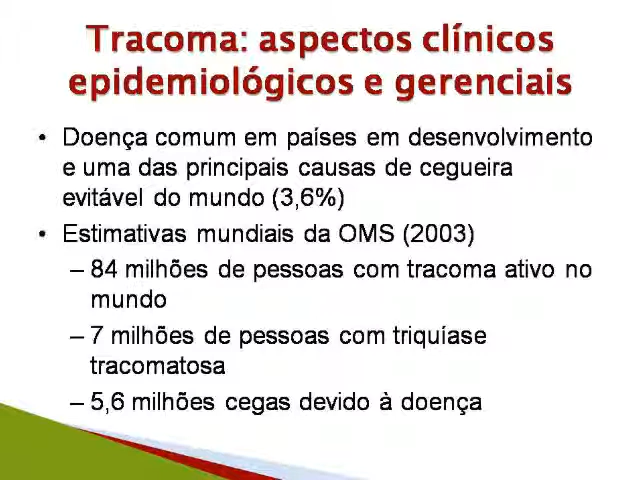 Tracoma: aspectos clínicos
epidemiológicos e gerenciais
• Doença comum em países em desenvolvimento
e uma das principais causas de cegueira
evitável do mundo (3,6%)
• Estimativas mundiais da OMS (2003)
– 84 milhões de pessoas com tracoma ativo no
mundo
– 7 milhões de pessoas com triquíase
tracomatosa
– 5,6 milhões cegas devido à doença